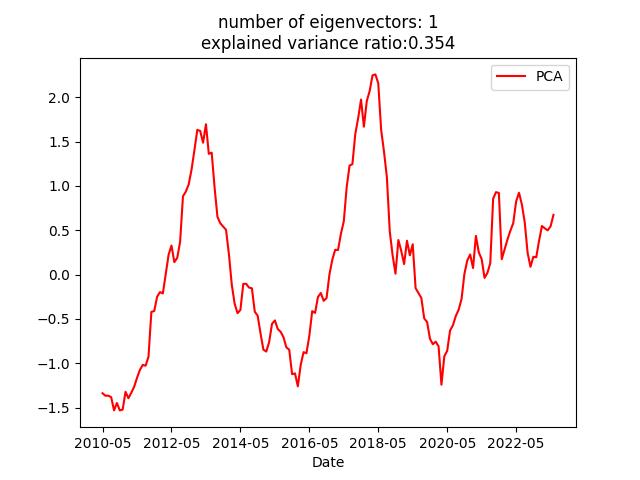 number of eigenvectors: 1
explained variance ratio:0.354
PCA
2.0
1.5
1.0
0.5
0.0
−0.5
−1.0
−1.5
2010-05 2012-05 2014-05 2016-05 2018-05 2020-05 2022-05
Date